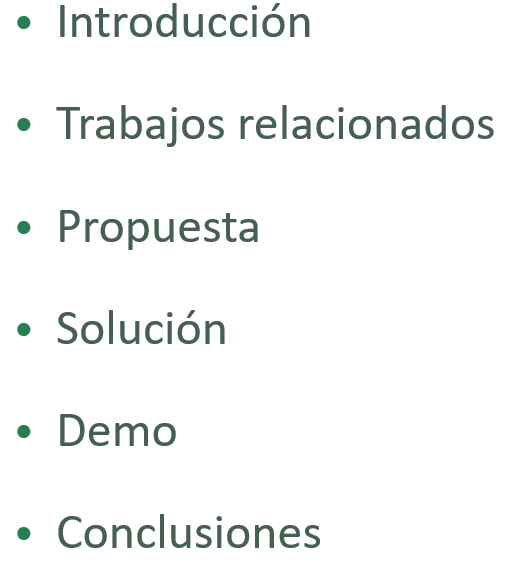 • Introducción
• Trabajos relacionados
• Propuesta
• Solución
• Demo
• Conclusiones